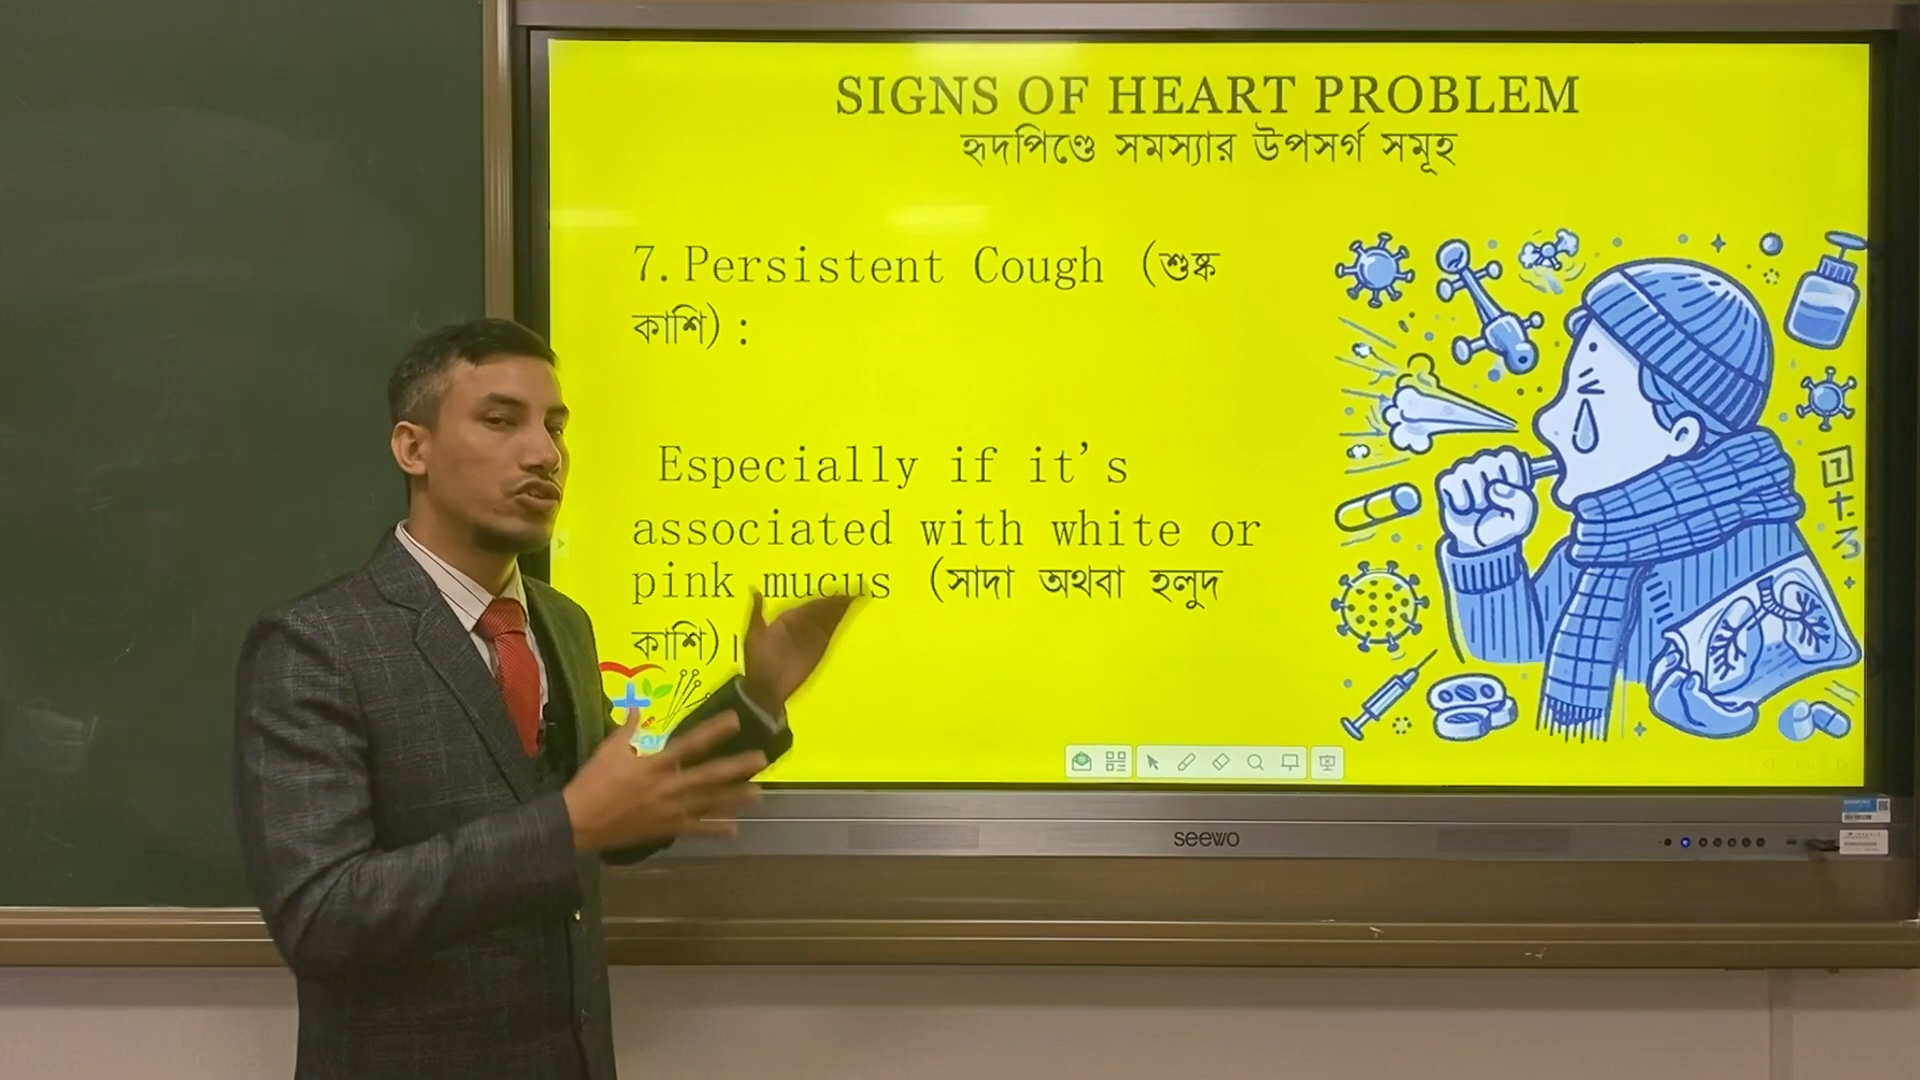 SIGNS OF HEART PROBLEM
হৃদপিণ্ডে সমস্যার উপসর্গ সমূহ
7. Persistent Cough (শুষ্ক
কাশি) :
Especially if it's
associated with white or
pink mucus (সাদা অথবা হলুদ
কাশি)।
seewo